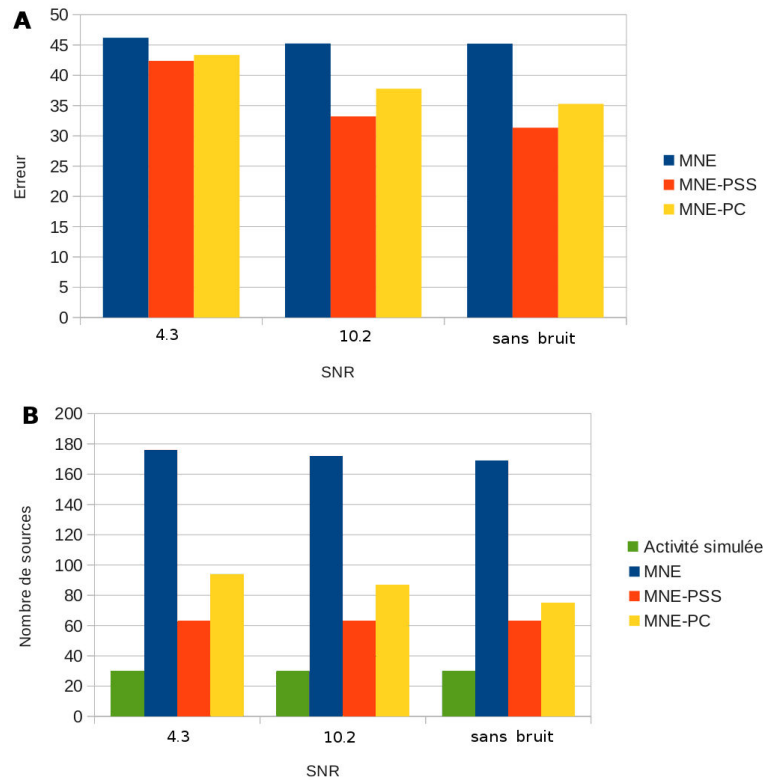 A
50
45
40
35
30
25
20
15
10
5
0
Erreur
4.3
10.2
sans bruit
SNR
MNE
MNE-PSS
MNE-PC
B
200
180
160
140
120
100
80
60
40
20
0
Nombre de sources
4.3
10.2
sans bruit
SNR
Activité simulée
MNE
MNE-PSS
MNE-PC